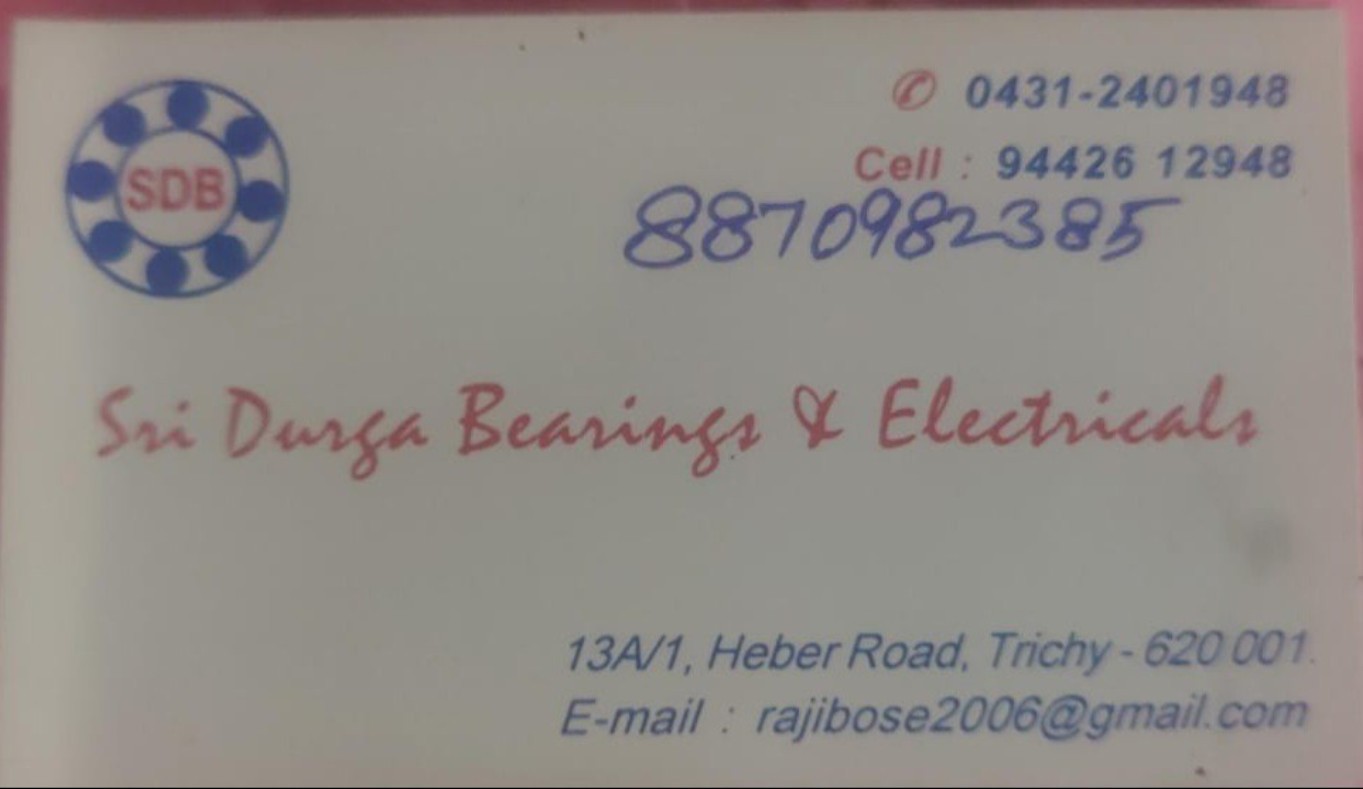 SDB
✆ 0431-2401948
Cell : 94426 12948
8870982385
Sri Durga Bearings & Electricals
13A/1, Heber Road, Trichy - 620 001.
E-mail : rajibose2006@gmail.com